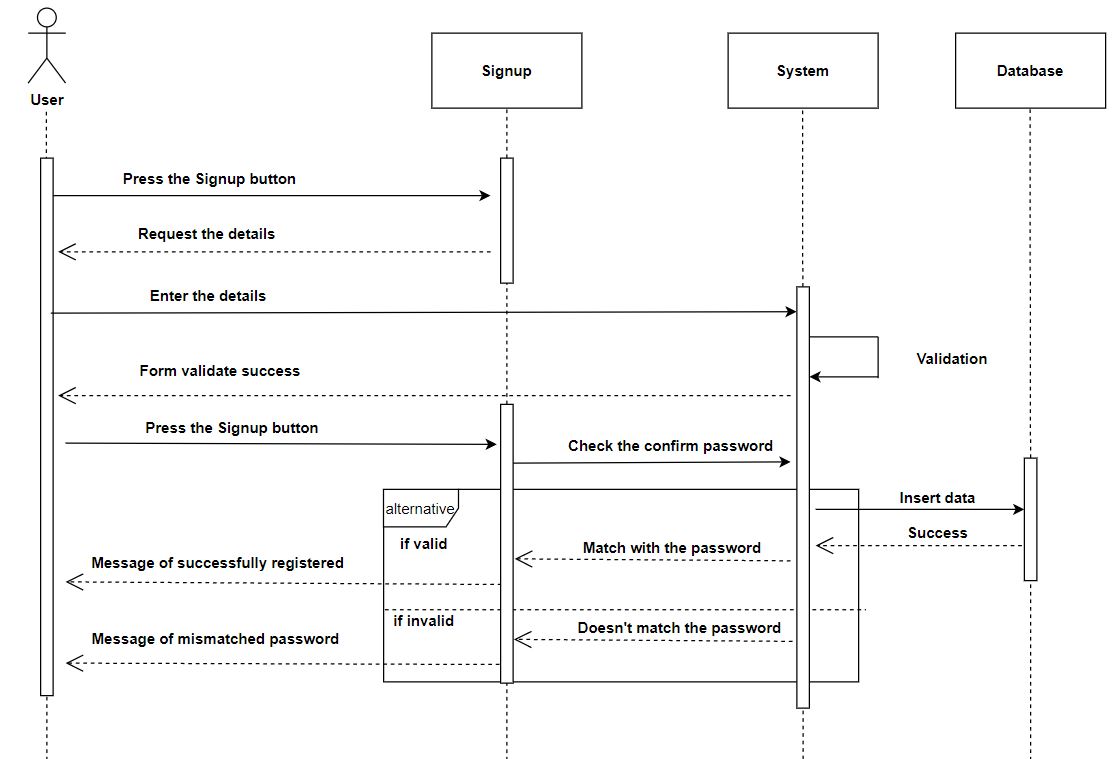 User
Signup
System
Database
Press the Signup button
Request the details
Enter the details
Validation
Form validate success
Press the Signup button
Check the confirm password
Insert data
alternative
Success
if valid
Match with the password
Message of successfully registered
if invalid
Doesn't match the password
Message of mismatched password